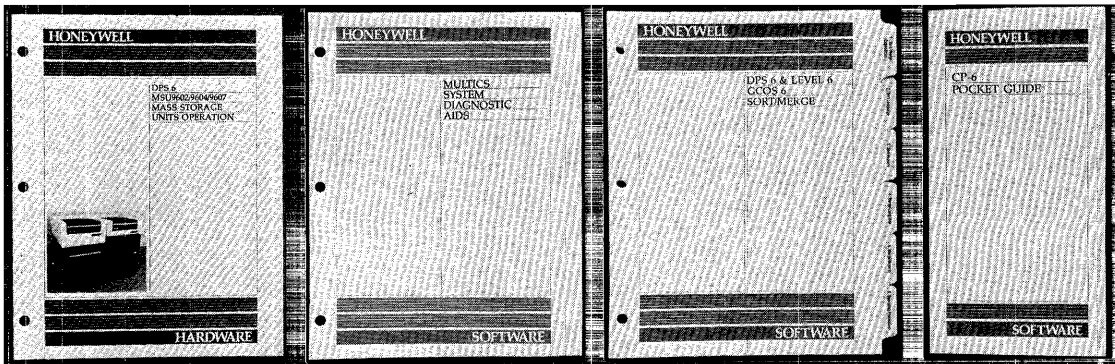 HONEYWELL
DPS 6
MSU9602/9604/9607
MASS STORAGE
UNITS OPERATION
HARDWARE
HONEYWELL
MULTICS
SYSTEM
DIAGNOSTIC
AIDS
SOFTWARE
HONEYWELL
DPS 6 & LEVEL 6
GCOS 6
SORT/MERGE
SOFTWARE
HONEYWELL
CP-6
POCKET GUIDE
SOFTWARE